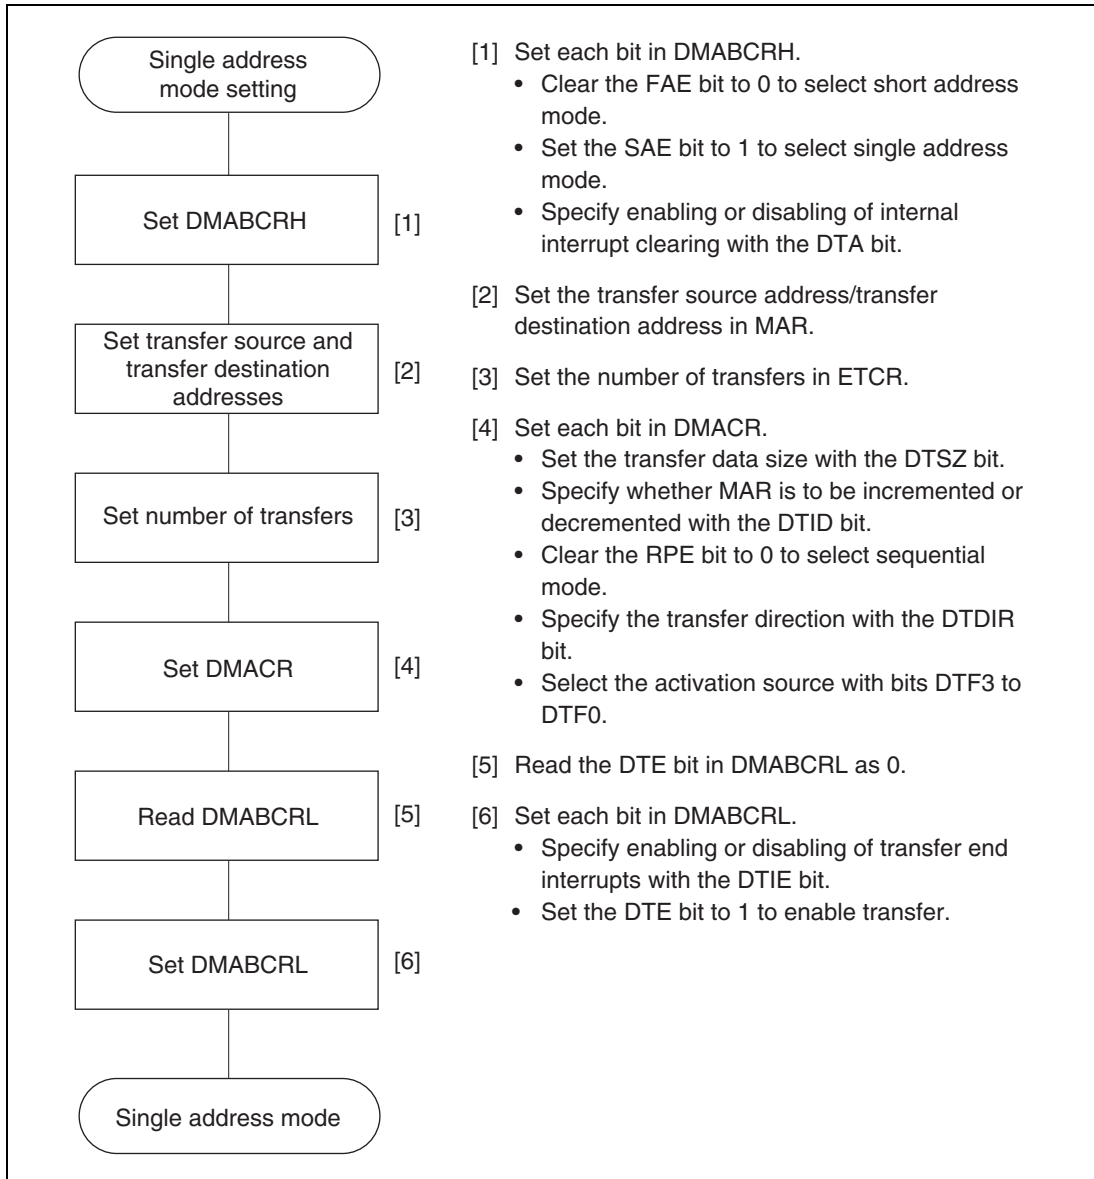 Single address
mode setting
Set DMABCRH
[1]
Set transfer source and
transfer destination
addresses
[2]
Set number of transfers
[3]
Set DMACR
[4]
Read DMABCRL
[5]
Set DMABCRL
[6]
Single address mode
[1] Set each bit in DMABCRH.
• Clear the FAE bit to 0 to select short address
mode.
• Set the SAE bit to 1 to select single address
mode.
• Specify enabling or disabling of internal
interrupt clearing with the DTA bit.
[2] Set the transfer source address/transfer
destination address in MAR.
[3] Set the number of transfers in ETCR.
[4] Set each bit in DMACR.
• Set the transfer data size with the DTSZ bit.
• Specify whether MAR is to be incremented or
decremented with the DTID bit.
• Clear the RPE bit to 0 to select sequential
mode.
• Specify the transfer direction with the DTDIR
bit.
• Select the activation source with bits DTF3 to
DTF0.
[5] Read the DTE bit in DMABCRL as 0.
[6] Set each bit in DMABCRL.
• Specify enabling or disabling of transfer end
interrupts with the DTIE bit.
• Set the DTE bit to 1 to enable transfer.